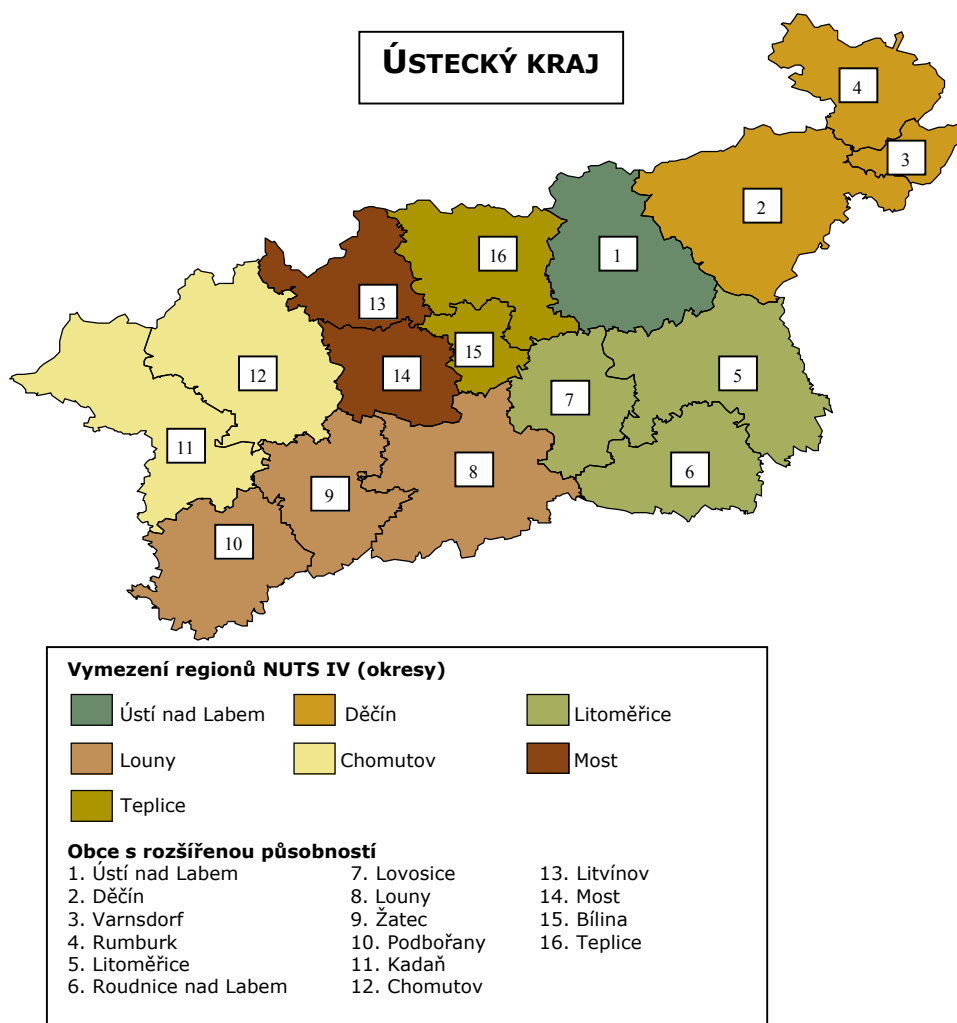 ÚSTECKÝ KRAJ
4
3
2
1
16
13
15
14
12
5
7
11
6
8
9
10
Vymezení regionů NUTS IV (okresy)
Ústí nad Labem
Děčín
Litoměřice
Louny
Chomutov
Most
Teplice
Obce s rozšířenou působností
1. Ústí nad Labem
2. Děčín
3. Varnsdorf
4. Rumburk
5. Litoměřice
6. Roudnice nad Labem
7. Lovosice
8. Louny
9. Žatec
10. Podbořany
11. Kadaň
12. Chomutov
13. Litvínov
14. Most
15. Bílina
16. Teplice